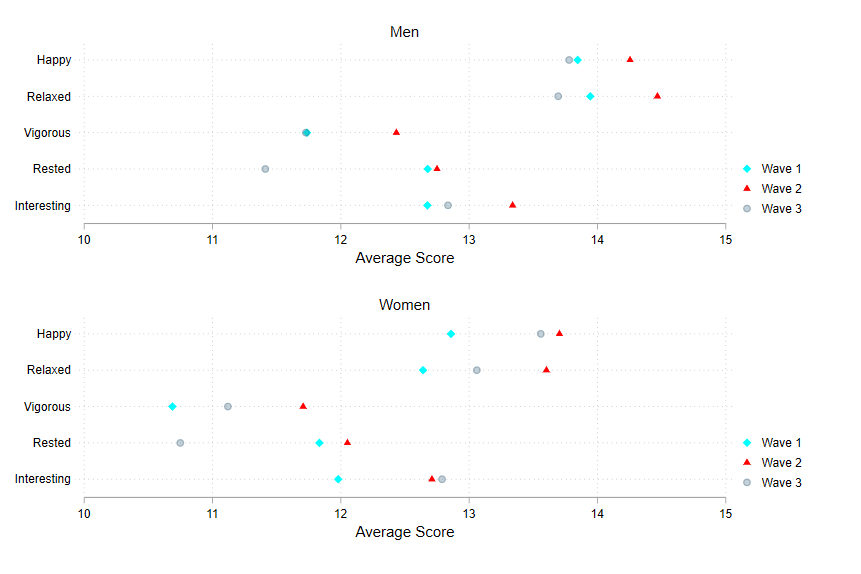 Men
Happy
Relaxed
Vigorous
Rested
Interesting
Wave 1
Wave 2
Wave 3
10 11 12 13 14 15
Average Score
Women
Happy
Relaxed
Vigorous
Rested
Interesting
Wave 1
Wave 2
Wave 3
10 11 12 13 14 15
Average Score